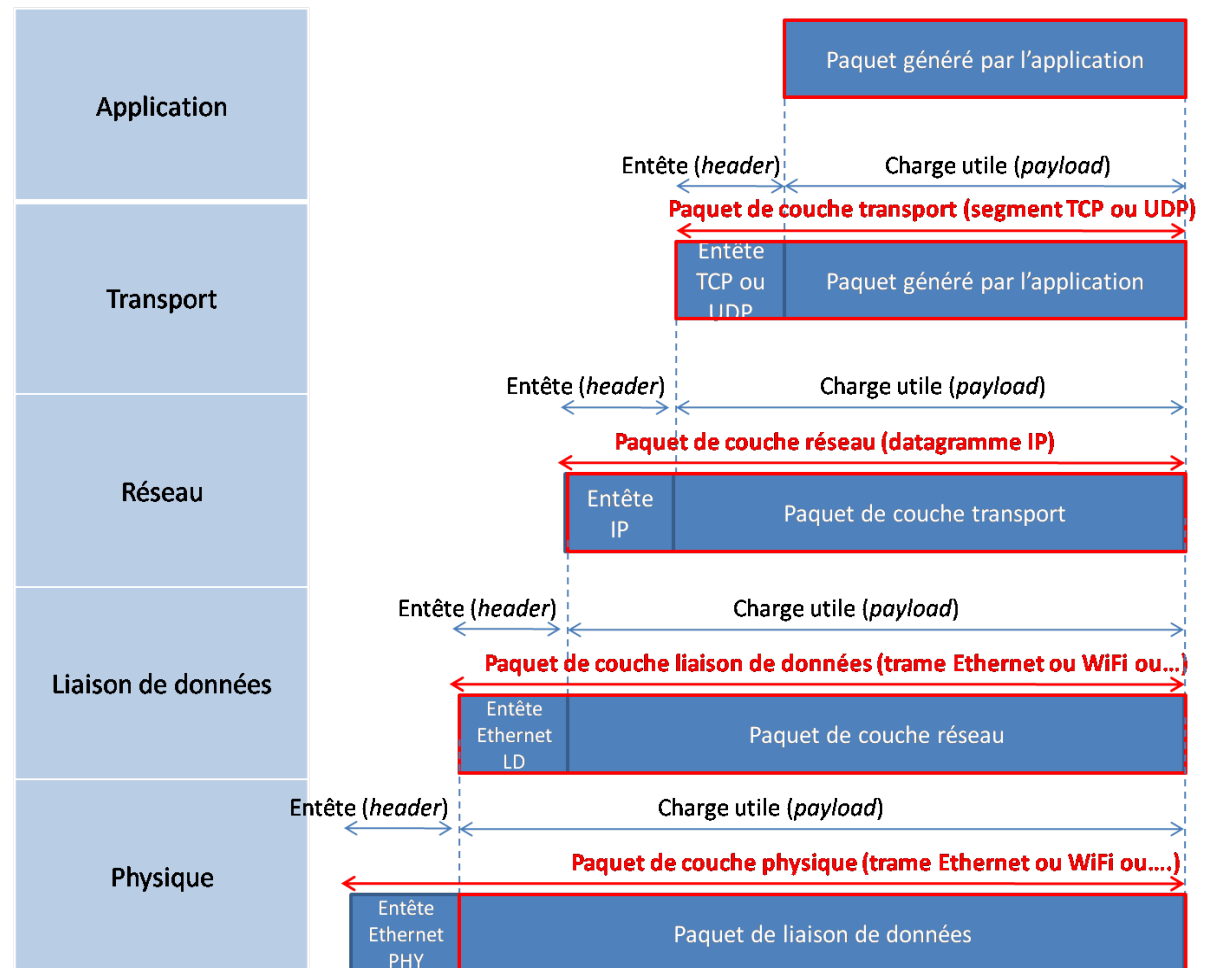 Paquet généré par l'application
Application
Entête (header)
Charge utile (payload)
Paquet de couche transport (segment TCP ou UDP)
Entête
TCP ou
UDP
Paquet généré par l'application
Transport
Entête (header)
Charge utile (payload)
Paquet de couche réseau (datagramme IP)
Réseau
Entête
IP
Paquet de couche transport
Entête (header)
Charge utile (payload)
Paquet de couche liaison de données (trame Ethernet ou WiFi ou…)
Liaison de données
Entête
Ethernet
LD
Paquet de couche réseau
Entête (header)
Charge utile (payload)
Paquet de couche physique (trame Ethernet ou WiFi ou….)
Physique
Entête
Ethernet
PHY
Paquet de liaison de données